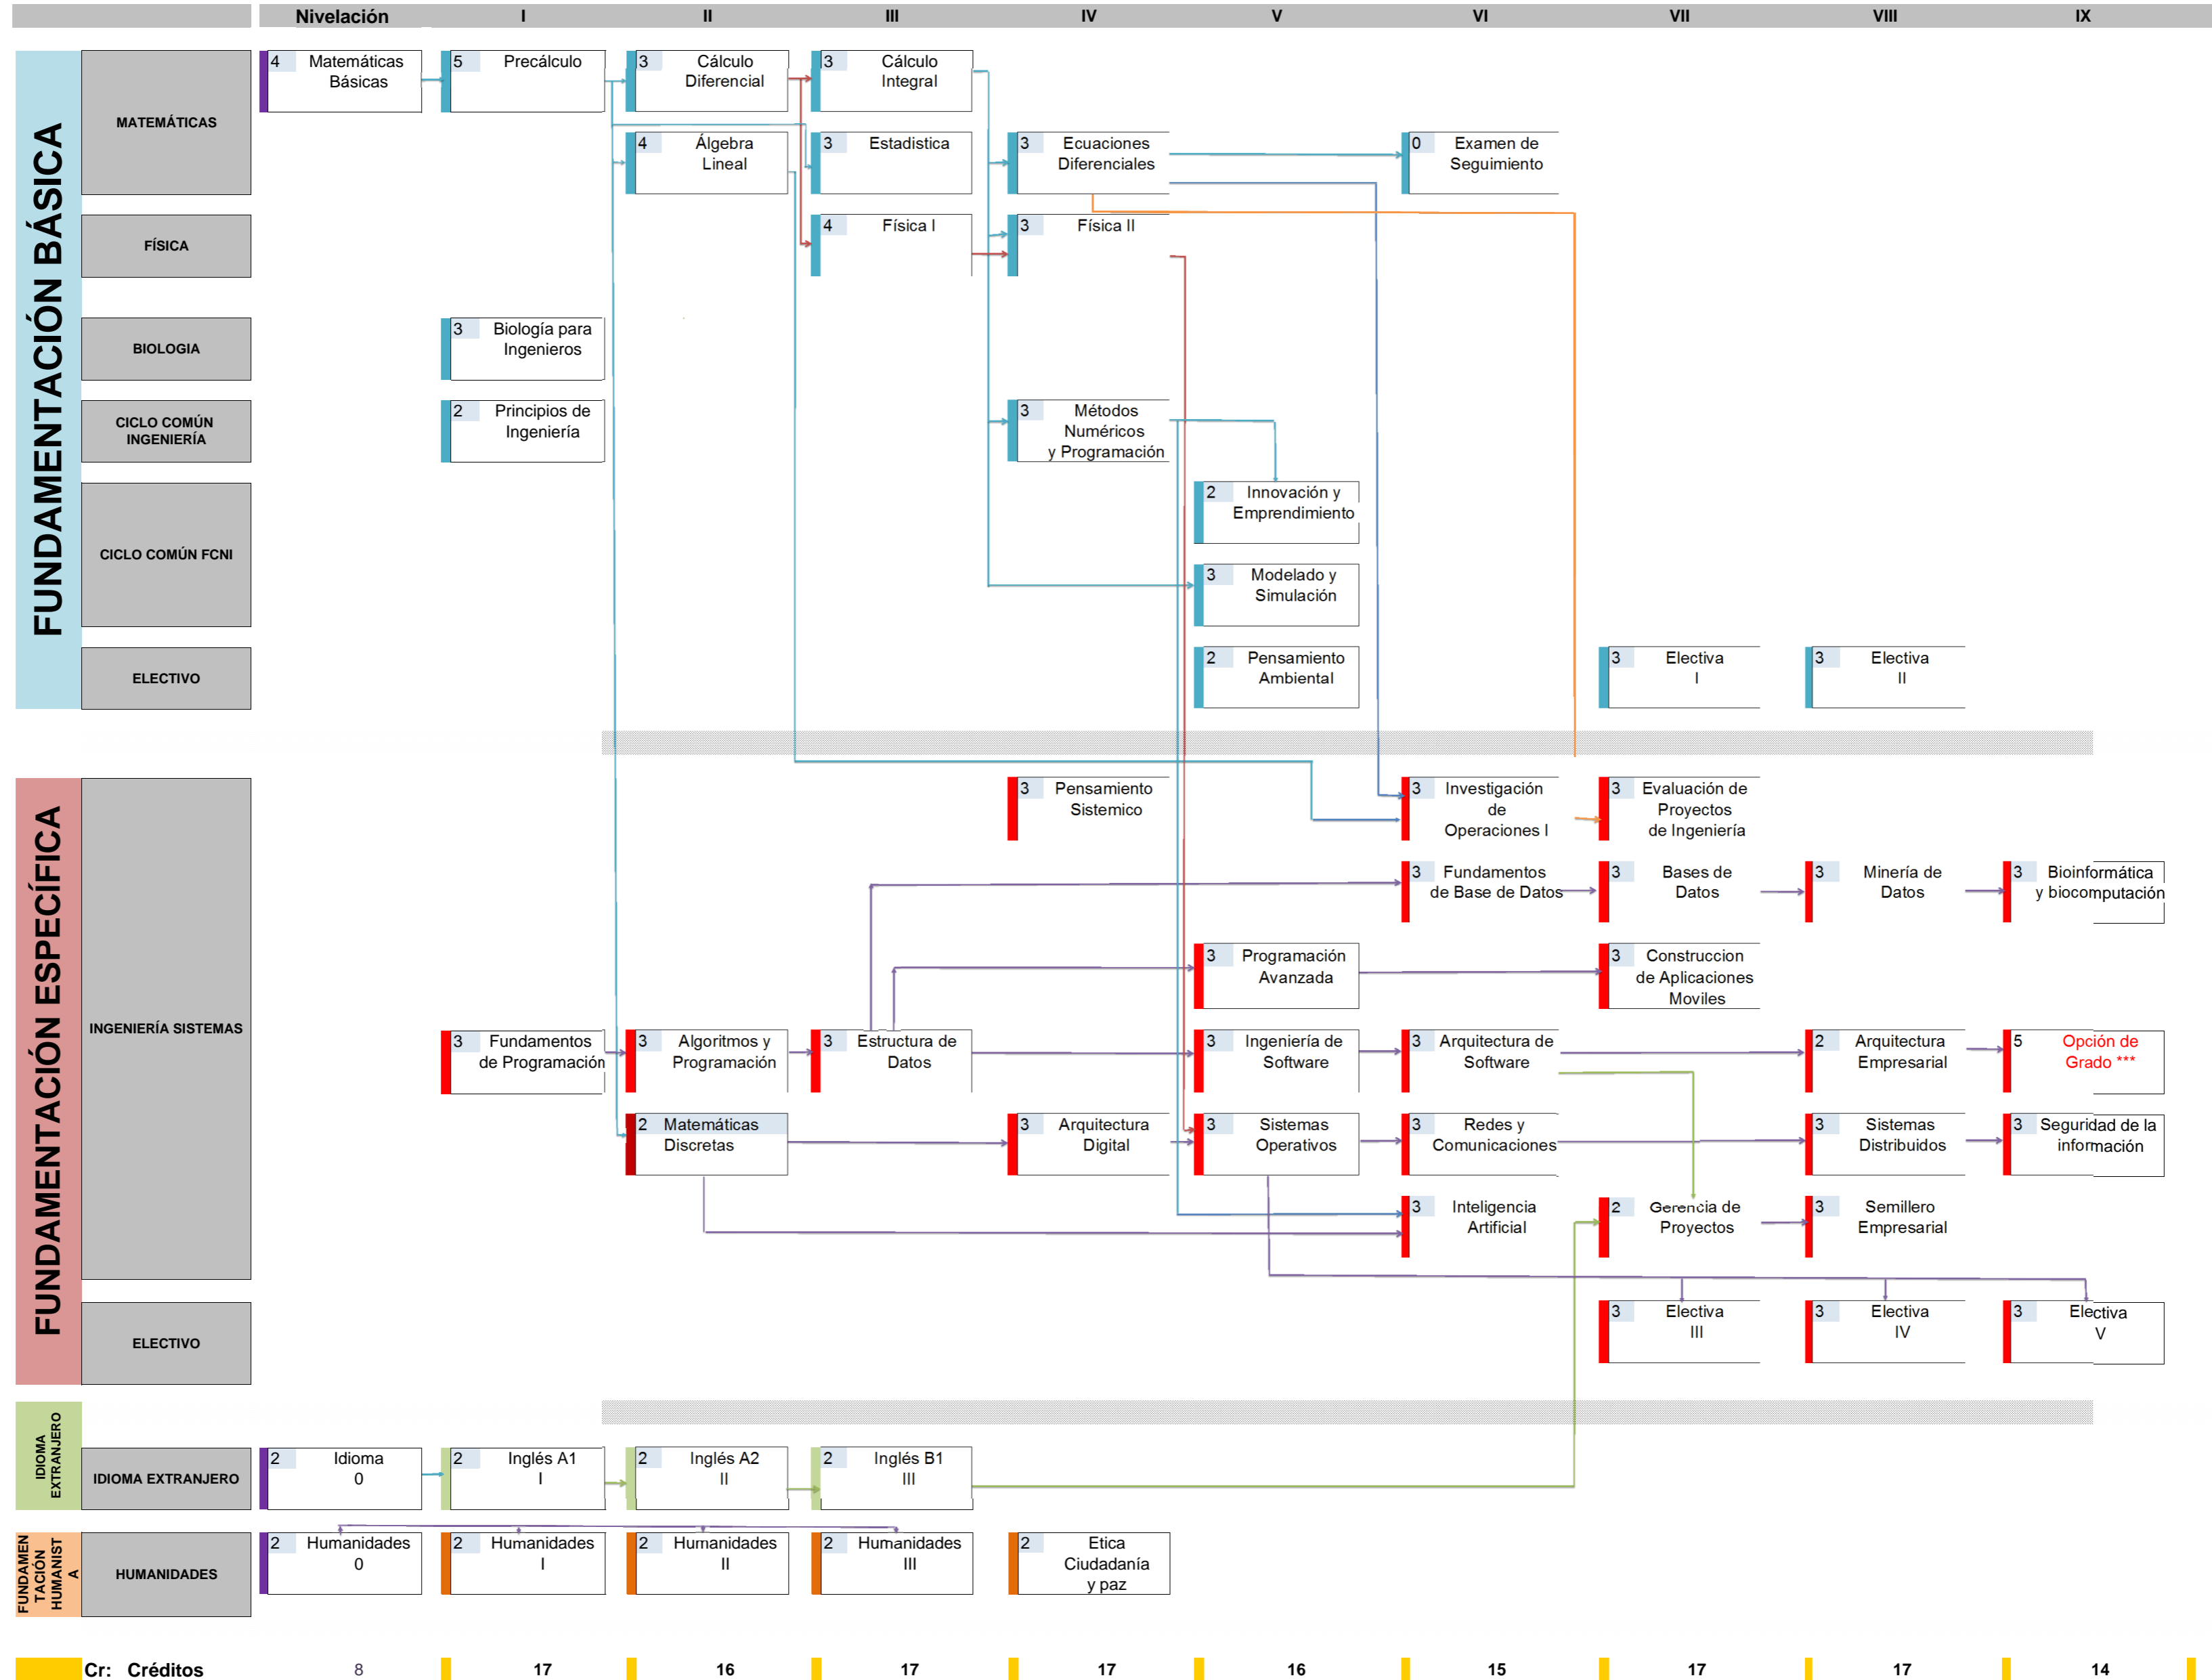 Nivelación I II III IV V VI VII VIII IX
FUNDAMENTACIÓN BÁSICA
MATEMÁTICAS
4 Matemáticas
Básicas
5 Precálculo
3 Cálculo
Diferencial
3 Cálculo
Integral
4 Álgebra
Lineal
3 Estadistica
3 Ecuaciones
Diferenciales
0 Examen de
Seguimiento
FÍSICA
4 Física I
3 Física II
BIOLOGIA
3 Biología para
Ingenieros
CICLO COMÚN
INGENIERÍA
2 Principios de
Ingeniería
3 Métodos
Numéricos
y Programación
CICLO COMÚN FCNI
2 Innovación y
Emprendimiento
3 Modelado y
Simulación
ELECTIVO
2 Pensamiento
Ambiental
3 Electiva
I
3 Electiva
II
FUNDAMENTACIÓN ESPECÍFICA
INGENIERÍA SISTEMAS
3 Pensamiento
Sistemico
3 Investigación
de
Operaciones I
3 Evaluación de
Proyectos
de Ingeniería
3 Fundamentos
de Base de Datos
3 Bases de
Datos
3 Minería de
Datos
3 Bioinformática
y biocomputación
3 Programación
Avanzada
3 Construccion
de Aplicaciones
Moviles
3 Fundamentos
de Programación
3 Algoritmos y
Programación
3 Estructura de
Datos
3 Ingeniería de
Software
3 Arquitectura de
Software
2 Arquitectura
Empresarial
5 Opción de
Grado ***
2 Matemáticas
Discretas
3 Arquitectura
Digital
3 Sistemas
Operativos
3 Redes y
Comunicaciones
3 Sistemas
Distribuidos
3 Seguridad de la
información
3 Inteligencia
Artificial
2 Gerencia de
Proyectos
3 Semillero
Empresarial
ELECTIVO
3 Electiva
III
3 Electiva
IV
3 Electiva
V
IDIOMA
EXTRANJERO
IDIOMA EXTRANJERO
2 Idioma
0
2 Inglés A1
I
2 Inglés A2
II
2 Inglés B1
III
FUNDAMEN
TACIÓN
HUMANIST
A
HUMANIDADES
2 Humanidades
0
2 Humanidades
I
2 Humanidades
II
2 Humanidades
III
2 Etica
Ciudadanía
y paz
Cr: Créditos 8 17 16 17 17 16 15 17 17 14